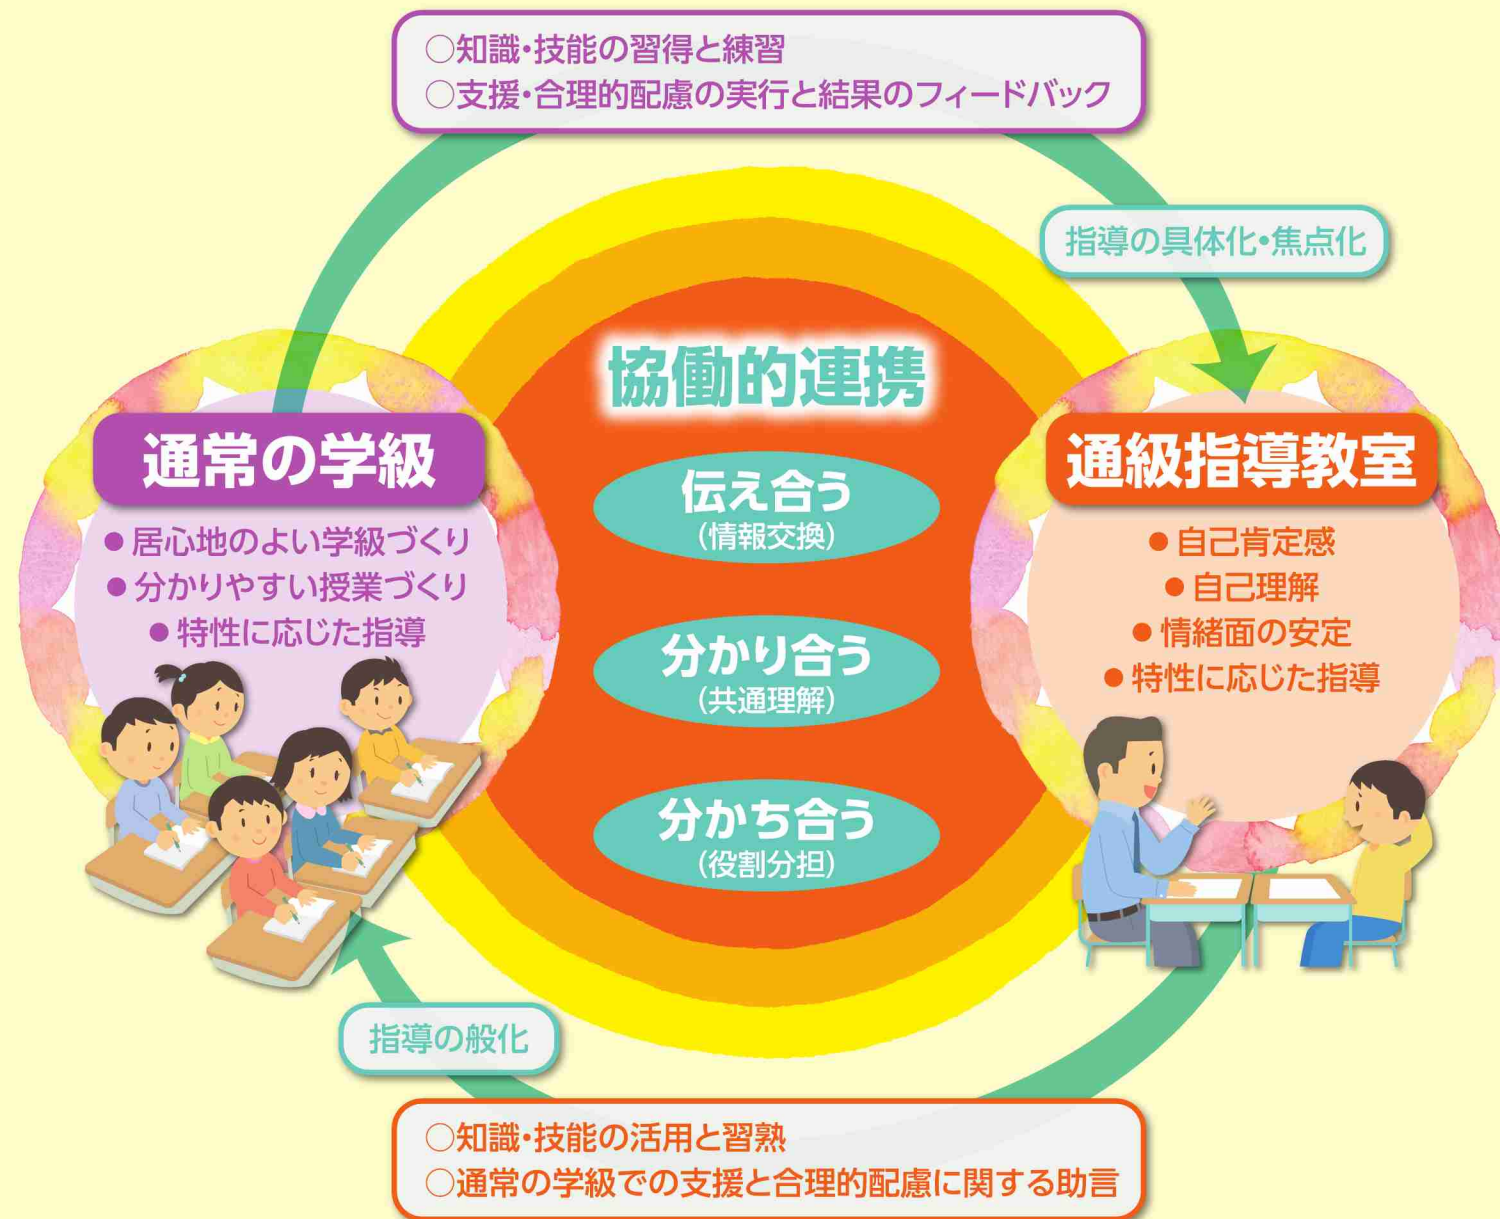 ○知識・技能の習得と練習
○支援・合理的配慮の実行と結果のフィードバック
指導の具体化・焦点化
協働的連携
通常の学級
●居心地のよい学級づくり
●分かりやすい授業づくり
●特性に応じた指導
伝え合う
(情報交換)
分かり合う
(共通理解)
分かち合う
(役割分担)
通級指導教室
●自己肯定感
●自己理解
●情緒面の安定
●特性に応じた指導
指導の般化
○知識・技能の活用と習熟
○通常の学級での支援と合理的配慮に関する助言